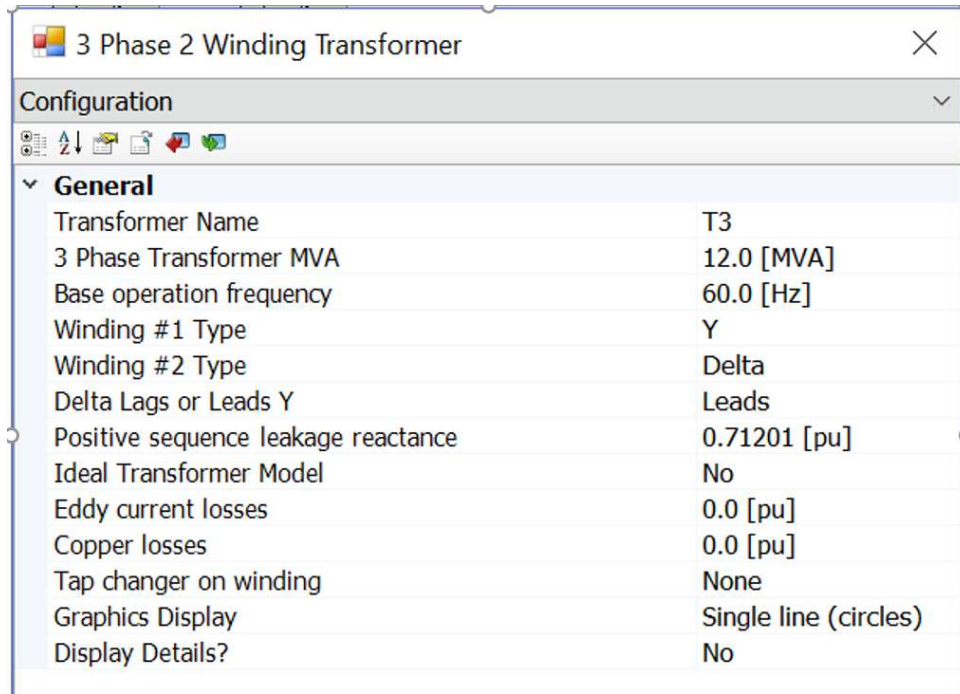 3 Phase 2 Winding Transformer
Configuration
General
Transformer Name T3
3 Phase Transformer MVA 12.0 [MVA]
Base operation frequency 60.0 [Hz]
Winding #1 Type Y
Winding #2 Type Delta
Delta Lags or Leads Y Leads
Positive sequence leakage reactance 0.71201 [pu]
Ideal Transformer Model No
Eddy current losses 0.0 [pu]
Copper losses 0.0 [pu]
Tap changer on winding None
Graphics Display Single line (circles)
Display Details? No